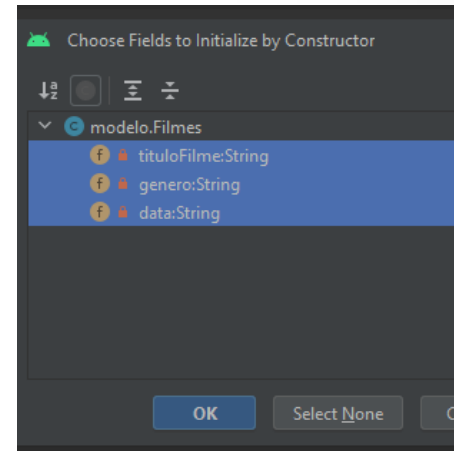 Choose Fields to Initialize by Constructor
modelo.Filmes
tituloFilme:String
genero:String
data:String
OK Select None